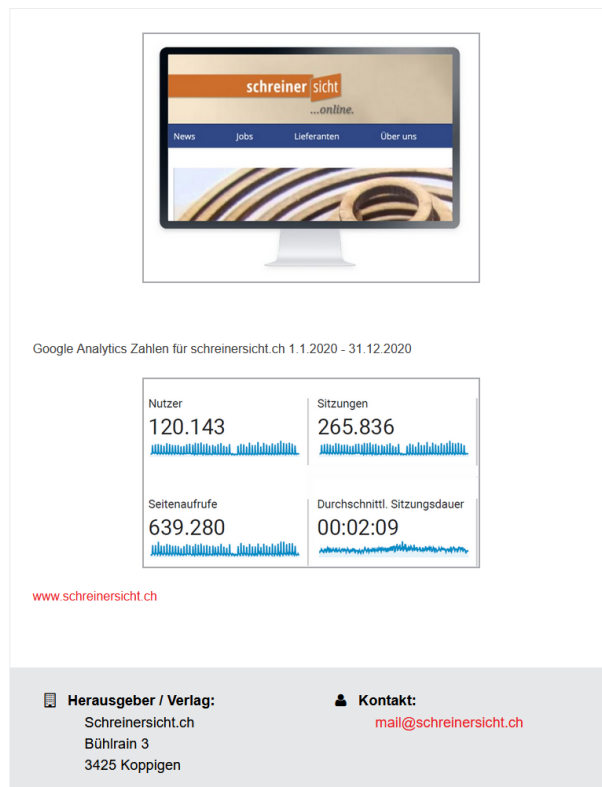 schreiner sicht
...online.
News Jobs Lieferanten Über uns
Google Analytics Zahlen für schreinersicht.ch 1.1.2020 - 31.12.2020
Nutzer Sitzungen
120.143 265.836
Seitenaufrufe Durchschnittl. Sitzungsdauer
639.280 00:02:09
www.schreinersicht.ch
Herausgeber / Verlag: Kontakt:
Schreinersicht.ch mail@schreinersicht.ch
Bühlrain 3
3425 Koppigen